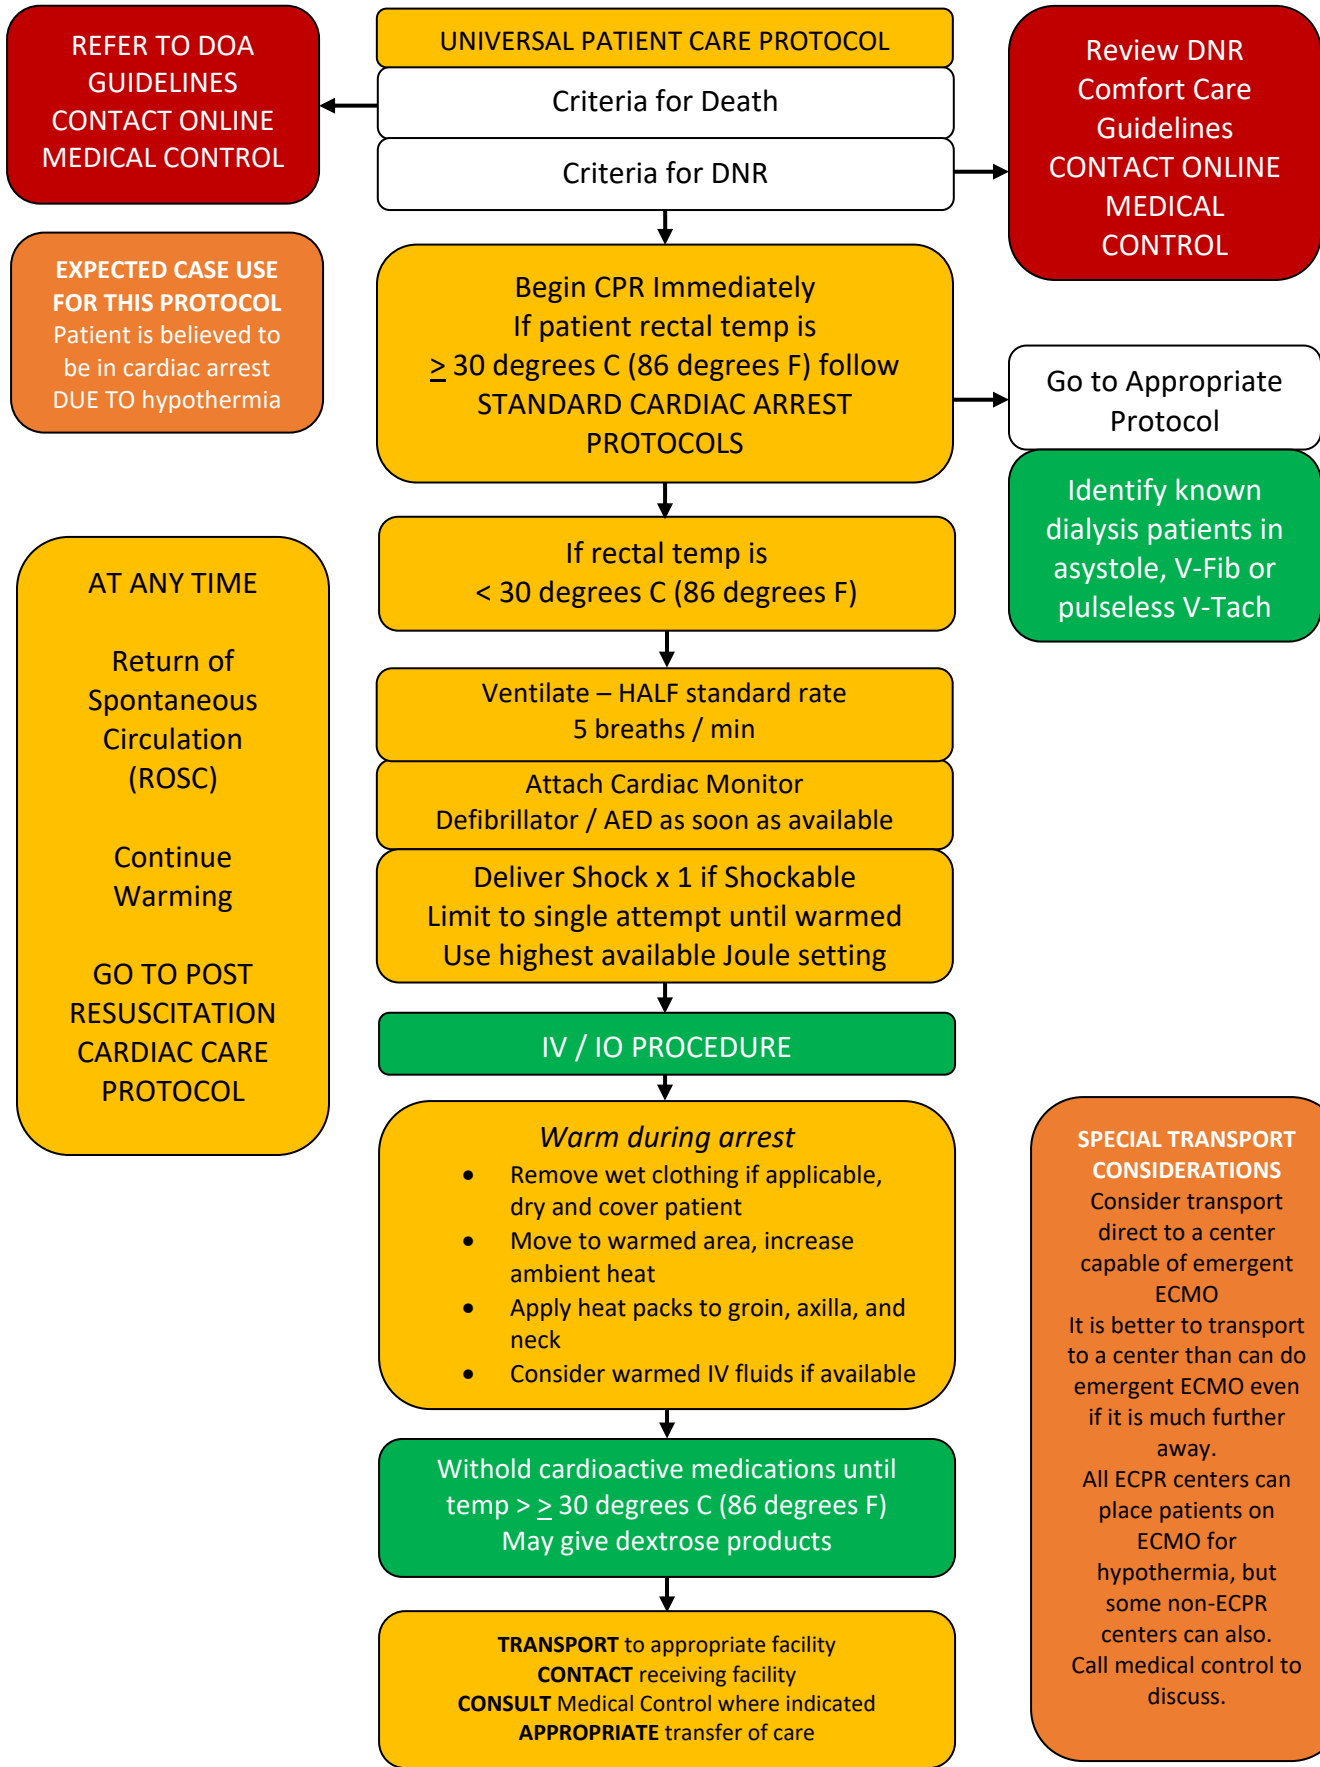 REFER TO DOA
GUIDELINES
CONTACT ONLINE
MEDICAL CONTROL
UNIVERSAL PATIENT CARE PROTOCOL
Criteria for Death
Criteria for DNR
Review DNR
Comfort Care
Guidelines
CONTACT ONLINE
MEDICAL
CONTROL
EXPECTED CASE USE
FOR THIS PROTOCOL
Patient is believed to
be in cardiac arrest
DUE TO hypothermia
Begin CPR Immediately
If patient rectal temp is
≥ 30 degrees C (86 degrees F) follow
STANDARD CARDIAC ARREST
PROTOCOLS
Go to Appropriate
Protocol
Identify known
dialysis patients in
asystole, V-Fib or
pulseless V-Tach
If rectal temp is
< 30 degrees C (86 degrees F)
AT ANY TIME
Return of
Spontaneous
Circulation
(ROSC)
Continue
Warming
GO TO POST
RESUSCITATION
CARDIAC CARE
PROTOCOL
Ventilate – HALF standard rate
5 breaths / min
Attach Cardiac Monitor
Defibrillator / AED as soon as available
Deliver Shock x 1 if Shockable
Limit to single attempt until warmed
Use highest available Joule setting
IV / IO PROCEDURE
Warm during arrest
• Remove wet clothing if applicable,
dry and cover patient
• Move to warmed area, increase
ambient heat
• Apply heat packs to groin, axilla, and
neck
• Consider warmed IV fluids if available
Withold cardioactive medications until
temp > ≥ 30 degrees C (86 degrees F)
May give dextrose products
TRANSPORT to appropriate facility
CONTACT receiving facility
CONSULT Medical Control where indicated
APPROPRIATE transfer of care
SPECIAL TRANSPORT
CONSIDERATIONS
Consider transport
direct to a center
capable of emergent
ECMO
It is better to transport
to a center than can do
emergent ECMO even
if it is much further
away.
All ECPR centers can
place patients on
ECMO for
hypothermia, but
some non-ECPR
centers can also.
Call medical control to
discuss.